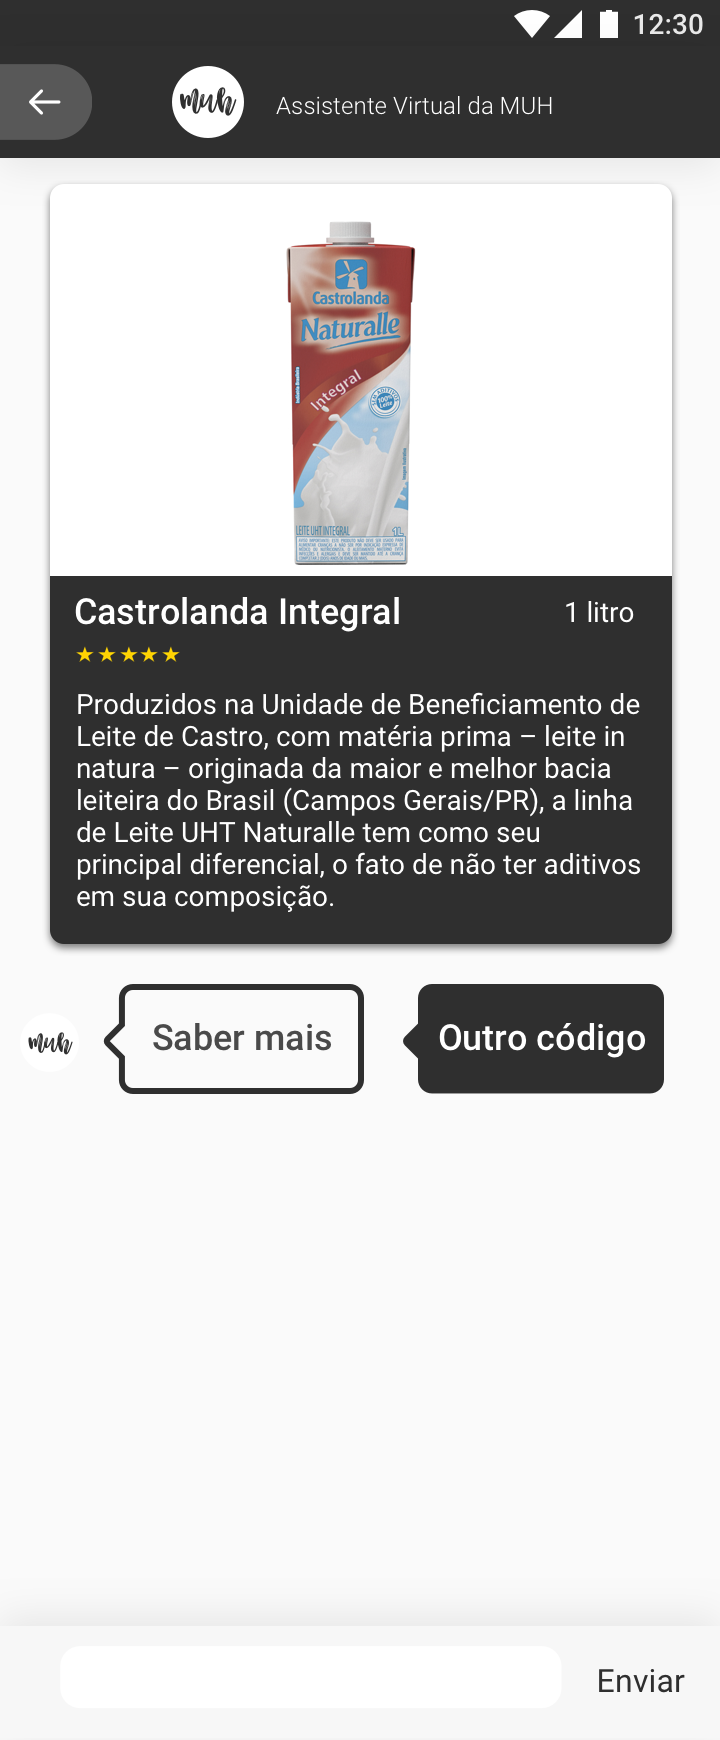 12:30
muh
Assistente Virtual da MUH
Castrolanda
Naturalle
Integral
100%
Leite
LEITE UHT INTEGRAL
1L
Castrolanda Integral
1 litro
Produzidos na Unidade de Beneficiamento de
Leite de Castro, com matéria prima – leite in
natura – originada da maior e melhor bacia
leiteira do Brasil (Campos Gerais/PR), a linha
de Leite UHT Naturalle tem como seu
principal diferencial, o fato de não ter aditivos
em sua composição.
muh
Saber mais
Outro código
Enviar